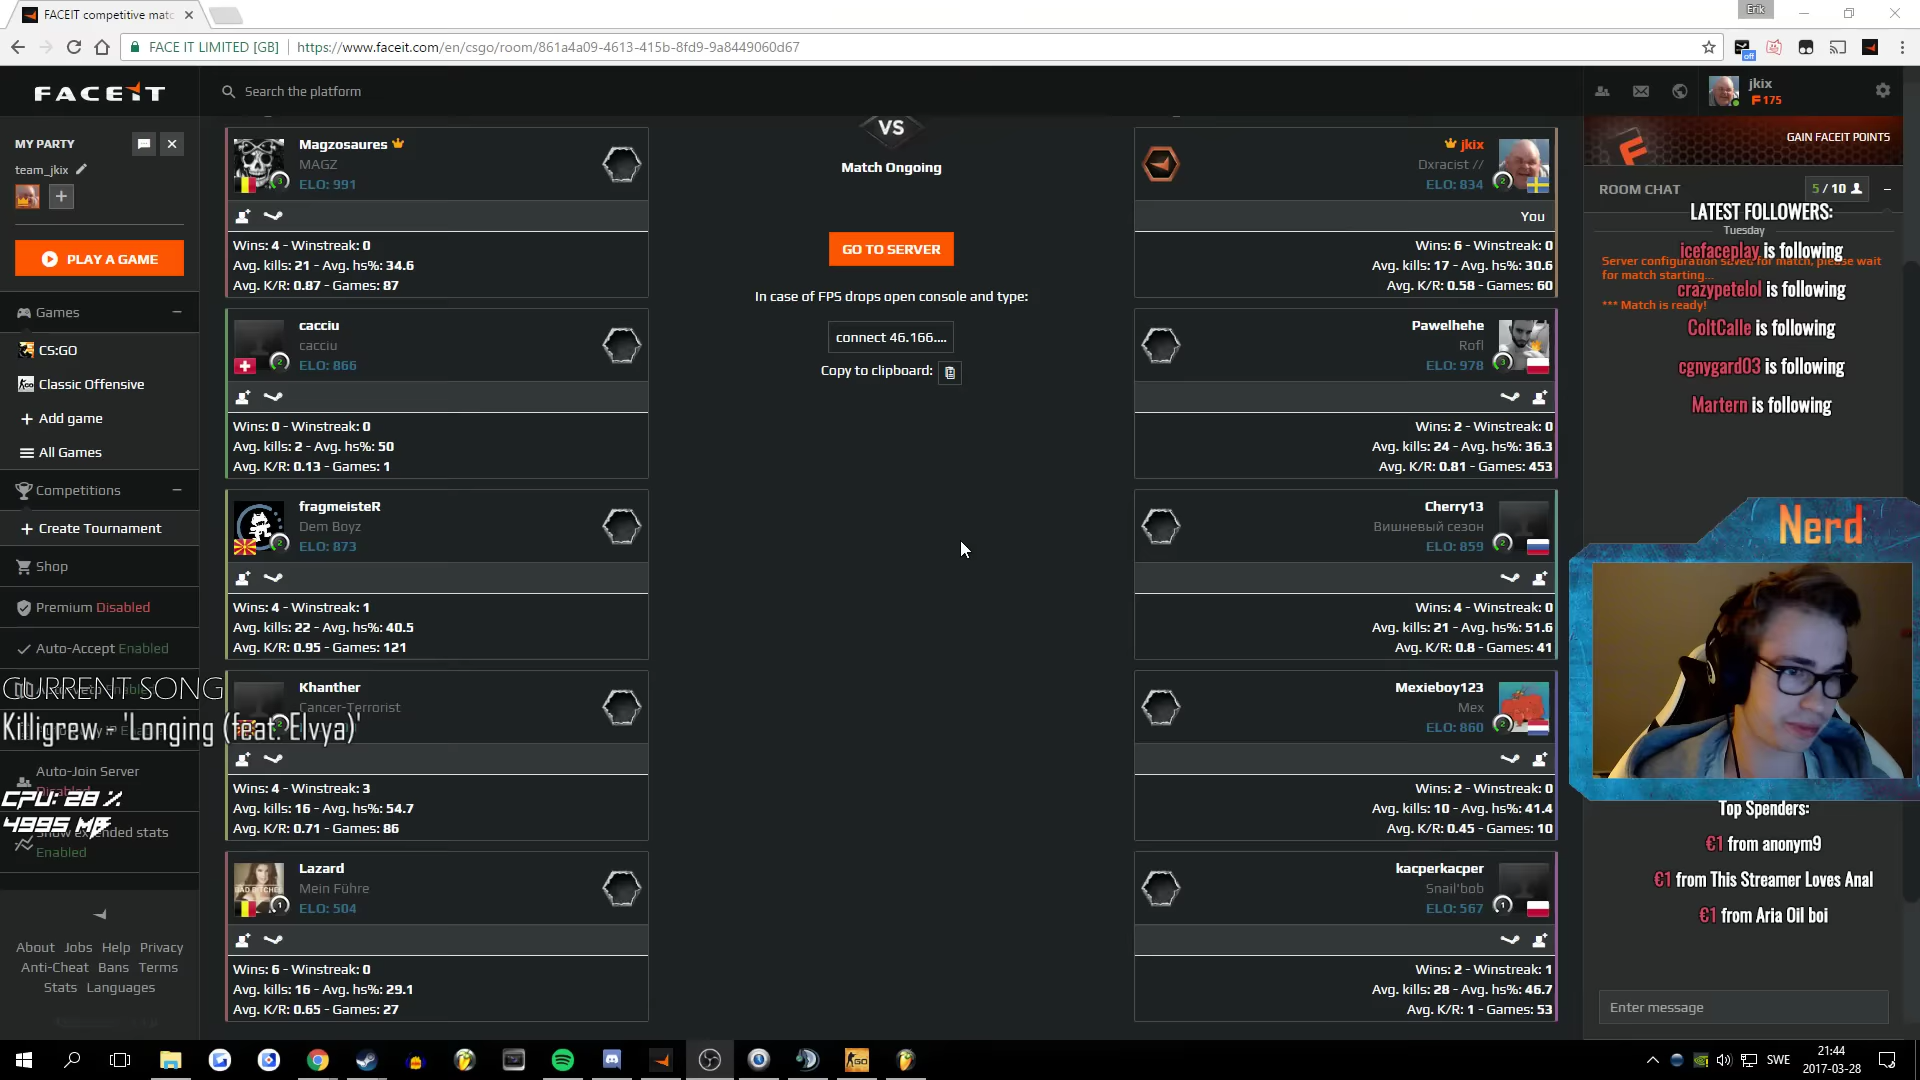 FACEIT competitive matc
Erik
FACE IT LIMITED [GB]
https://www.faceit.com/en/csgo/room/861a4a09-4613-415b-8fd9-9a8449060d67
off
FACEIT
Search the platform
jkix
F 175
MY PARTY
team_jkix
PLAY A GAME
Games
CS:GO
Classic Offensive
Add game
All Games
Competitions
Create Tournament
Shop
Premium Disabled
Auto-Accept Enabled
CURRENT SONG
Killigrew - 'Longing (feat. Elvya)'
Auto-Join Server
Disabled
CPU: 28 %
4995 MB
Show extended stats
Enabled
About Jobs Help Privacy
Anti-Cheat Bans Terms
Stats Languages
Magzosaures
MAGZ
ELO: 991
Wins: 4 - Winstreak: 0
Avg. kills: 21 - Avg. hs%: 34.6
Avg. K/R: 0.87 - Games: 87
cacciu
cacciu
ELO: 866
Wins: 0 - Winstreak: 0
Avg. kills: 2 - Avg. hs%: 50
Avg. K/R: 0.13 - Games: 1
fragmeisteR
Dem Boyz
ELO: 873
Wins: 4 - Winstreak: 1
Avg. kills: 22 - Avg. hs%: 40.5
Avg. K/R: 0.95 - Games: 121
Khanther
Cancer-Terrorist
Wins: 4 - Winstreak: 3
Avg. kills: 16 - Avg. hs%: 54.7
Avg. K/R: 0.71 - Games: 86
Lazard
Mein Führe
ELO: 504
Wins: 6 - Winstreak: 0
Avg. kills: 16 - Avg. hs%: 29.1
Avg. K/R: 0.65 - Games: 27
VS
Match Ongoing
GO TO SERVER
In case of FPS drops open console and type:
connect 46.166....
Copy to clipboard:
jkix
Dxracist //
ELO: 834
You
Wins: 6 - Winstreak: 0
Avg. kills: 17 - Avg. hs%: 30.6
Avg. K/R: 0.58 - Games: 60
Pawelhehe
Rofl
ELO: 978
Wins: 2 - Winstreak: 0
Avg. kills: 24 - Avg. hs%: 36.3
Avg. K/R: 0.81 - Games: 453
Cherry13
Вишневый сезон
ELO: 859
Wins: 4 - Winstreak: 0
Avg. kills: 21 - Avg. hs%: 51.6
Avg. K/R: 0.8 - Games: 41
Mexieboy123
Mex
ELO: 860
Wins: 2 - Winstreak: 0
Avg. kills: 10 - Avg. hs%: 41.4
Avg. K/R: 0.45 - Games: 10
kacperkacper
Snail'bob
ELO: 567
Wins: 2 - Winstreak: 1
Avg. kills: 28 - Avg. hs%: 46.7
Avg. K/R: 1 - Games: 53
GAIN FACEIT POINTS
ROOM CHAT
5 / 10
LATEST FOLLOWERS:
Tuesday
icefaceplay is following
Server configuration saved for match, please wait
for match starting...
crazypetelol is following
*** Match is ready!
ColtCalle is following
cgnygard03 is following
Martern is following
Nerd
Top Spenders:
€1 from anonym9
€1 from This Streamer Loves Anal
€1 from Aria Oil boi
Enter message
SWE
21:44
2017-03-28